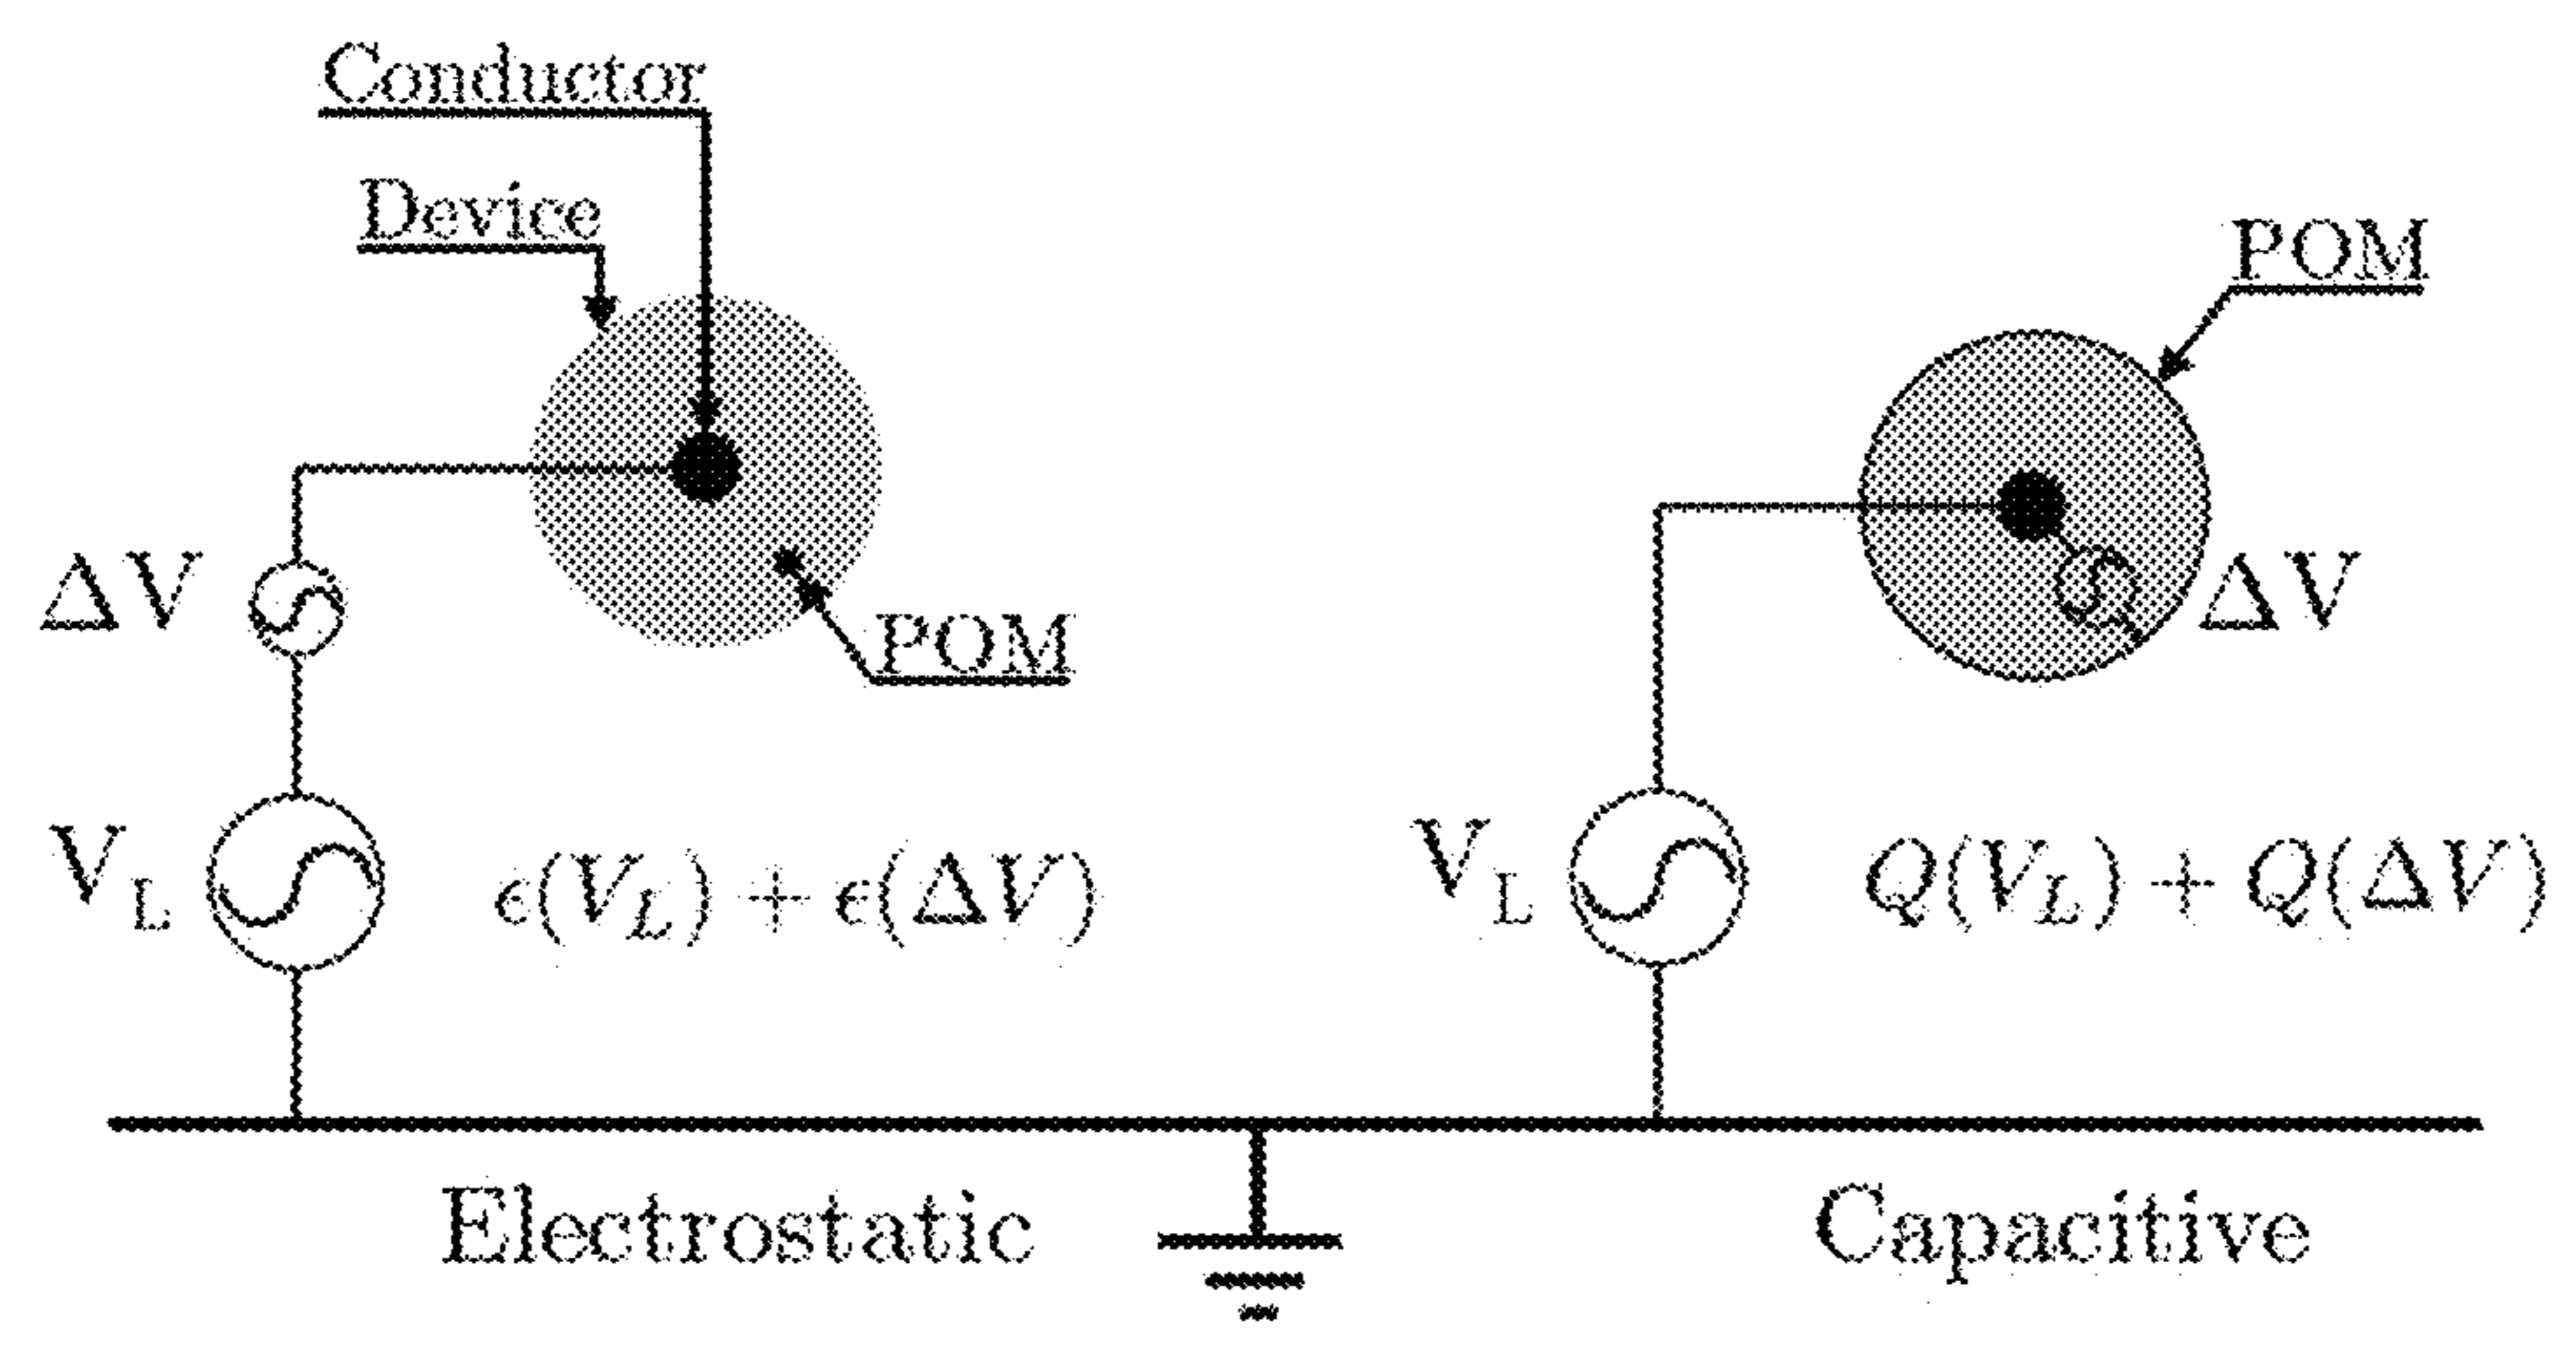 Conductor
Device
POM
POM
ΔV
ΔV
V_L
ϵ(V_L) + ϵ(ΔV)
V_L
Q(V_L) + Q(ΔV)
Electrostatic
Capacitive